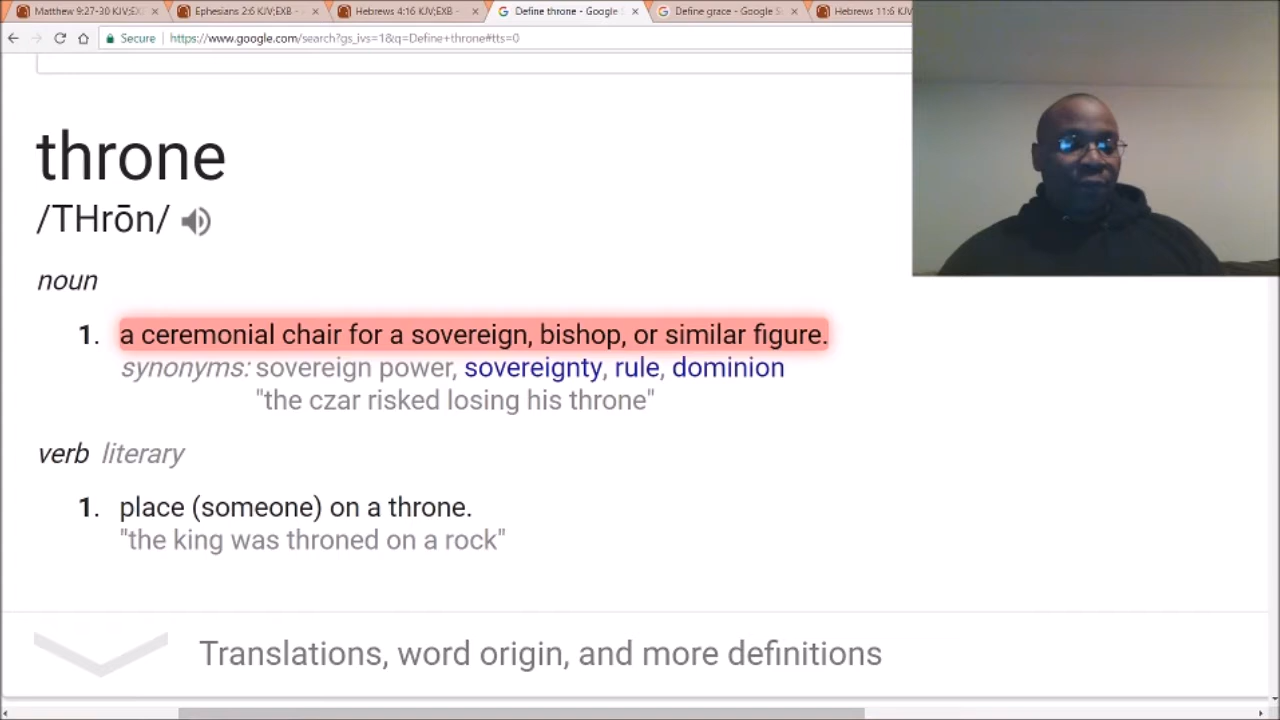 Matthew 9:27-30 KJV;EX
Ephesians 2:6 KJV;EXB -
Hebrews 4:16 KJV;EXB -
Define throne - Google S
Define grace - Google S
Hebrews 11:6 KJV
Secure
https://www.google.com/search?gs_ivs=1&q=Define+throne#tts=0
throne
/THrōn/
noun
1. a ceremonial chair for a sovereign, bishop, or similar figure.
synonyms: sovereign power, sovereignty, rule, dominion
"the czar risked losing his throne"
verb literary
1. place (someone) on a throne.
"the king was throned on a rock"
Translations, word origin, and more definitions